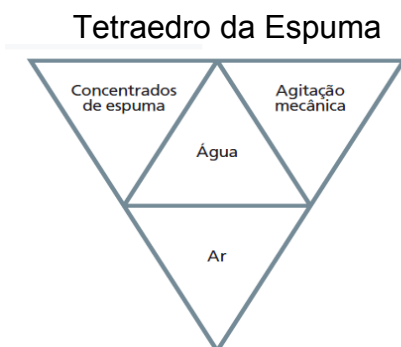 Tetraedro da Espuma
Concentrados
de espuma
Agitação
mecânica
Água
Ar